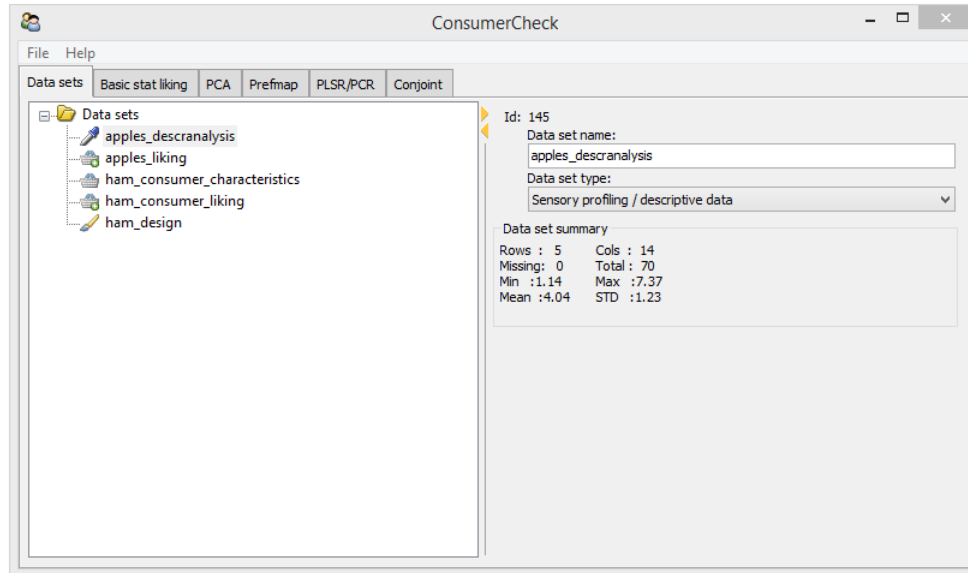 ConsumerCheck
File Help
Data sets Basic stat liking PCA Prefmap PLSR/PCR Conjoint
Data sets
apples_descranalysis
apples_liking
ham_consumer_characteristics
ham_consumer_liking
ham_design
Id: 145
Data set name:
apples_descranalysis
Data set type:
Sensory profiling / descriptive data
Data set summary
Rows : 5 Cols : 14
Missing: 0 Total : 70
Min :1.14 Max :7.37
Mean :4.04 STD :1.23